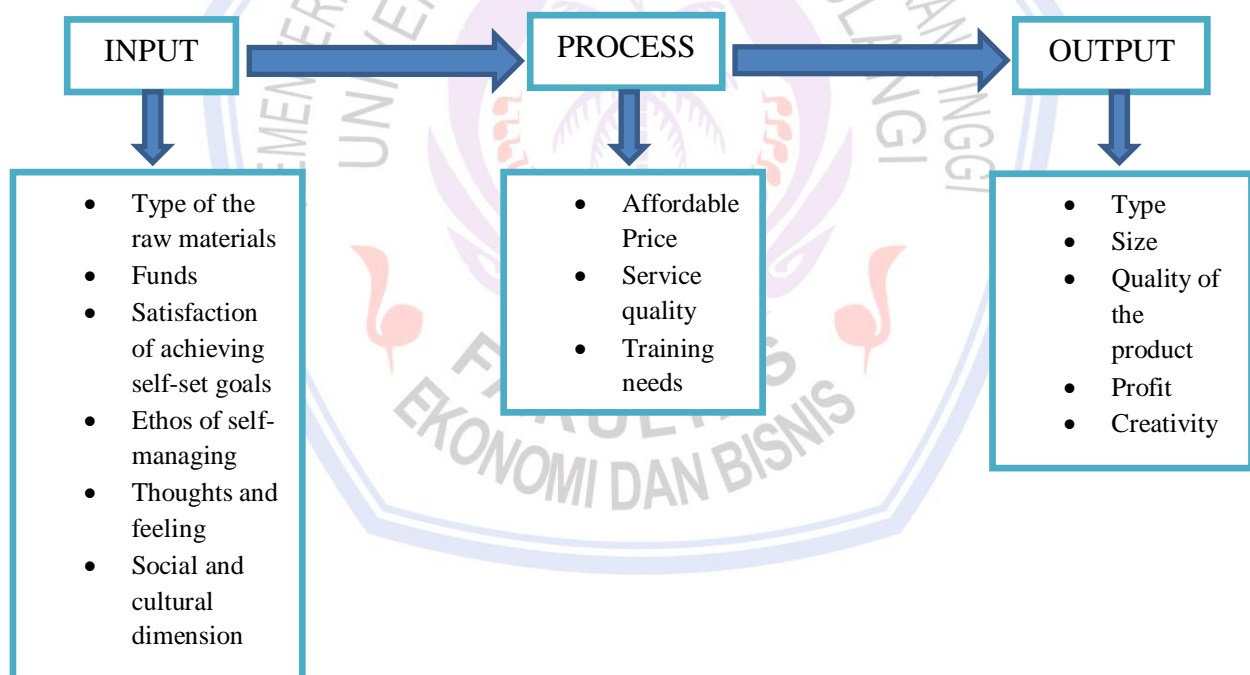 INPUT
PROCESS
OUTPUT
• Type of the
raw materials
• Funds
• Satisfaction
of achieving
self-set goals
• Ethos of self-
managing
• Thoughts and
feeling
• Social and
cultural
dimension
• Affordable
Price
• Service
quality
• Training
needs
• Type
• Size
• Quality of
the
product
• Profit
• Creativity
EKONOMI DAN BISNIS